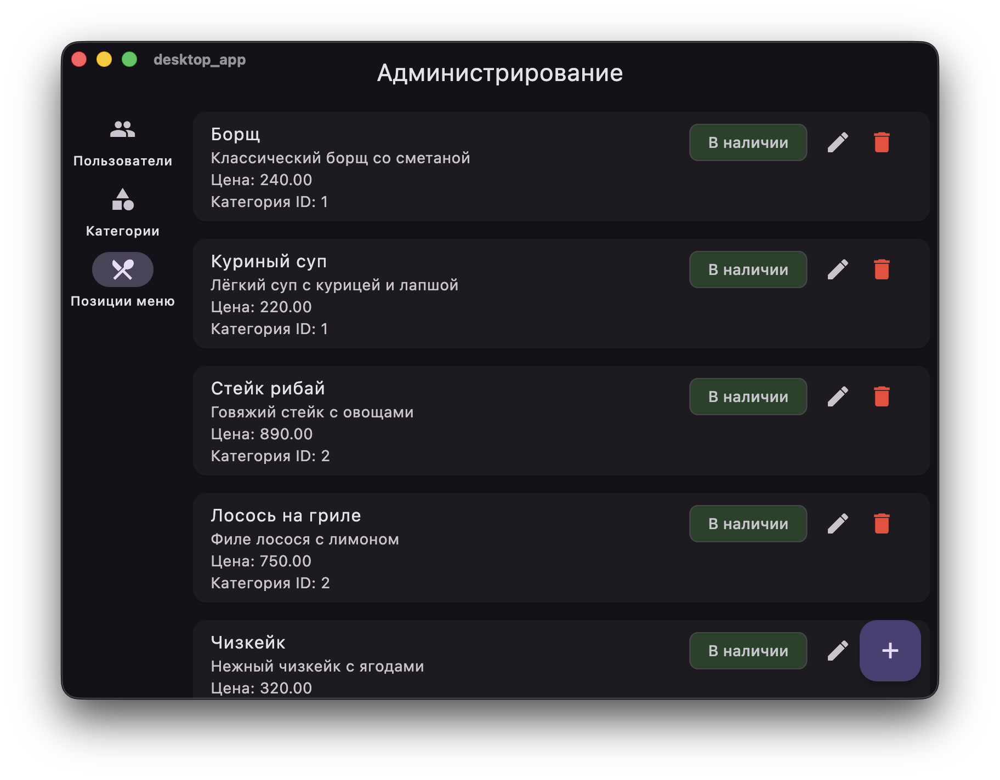 desktop_app
Администрирование
Пользователи
Категории
Позиции меню
Борщ
Классический борщ со сметаной
Цена: 240.00
Категория ID: 1
В наличии
Куриный суп
Лёгкий суп с курицей и лапшой
Цена: 220.00
Категория ID: 1
В наличии
Стейк рибай
Говяжий стейк с овощами
Цена: 890.00
Категория ID: 2
В наличии
Лосось на гриле
Филе лосося с лимоном
Цена: 750.00
Категория ID: 2
В наличии
Чизкейк
Нежный чизкейк с ягодами
Цена: 320.00
В наличии
+